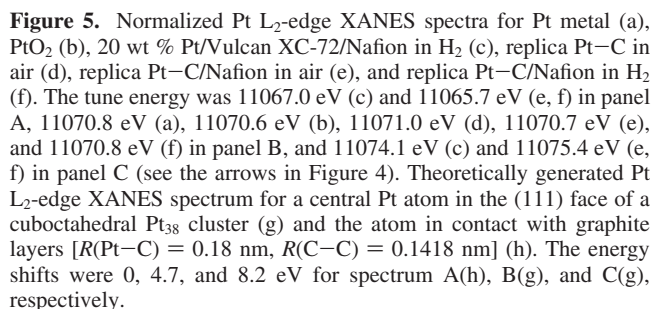 Figure 5. Normalized Pt L₂-edge XANES spectra for Pt metal (a),
PtO₂ (b), 20 wt % Pt/Vulcan XC-72/Nafion in H₂ (c), replica Pt−C in
air (d), replica Pt−C/Nafion in air (e), and replica Pt−C/Nafion in H₂
(f). The tune energy was 11067.0 eV (c) and 11065.7 eV (e, f) in panel
A, 11070.8 eV (a), 11070.6 eV (b), 11071.0 eV (d), 11070.7 eV (e),
and 11070.8 eV (f) in panel B, and 11074.1 eV (c) and 11075.4 eV (e,
f) in panel C (see the arrows in Figure 4). Theoretically generated Pt
L₂-edge XANES spectrum for a central Pt atom in the (111) face of a
cuboctahedral Pt₃₈ cluster (g) and the atom in contact with graphite
layers [R(Pt−C) = 0.18 nm, R(C−C) = 0.1418 nm] (h). The energy
shifts were 0, 4.7, and 8.2 eV for spectrum A(h), B(g), and C(g),
respectively.